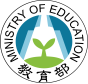 MINISTRY OF EDUCATION
教育部